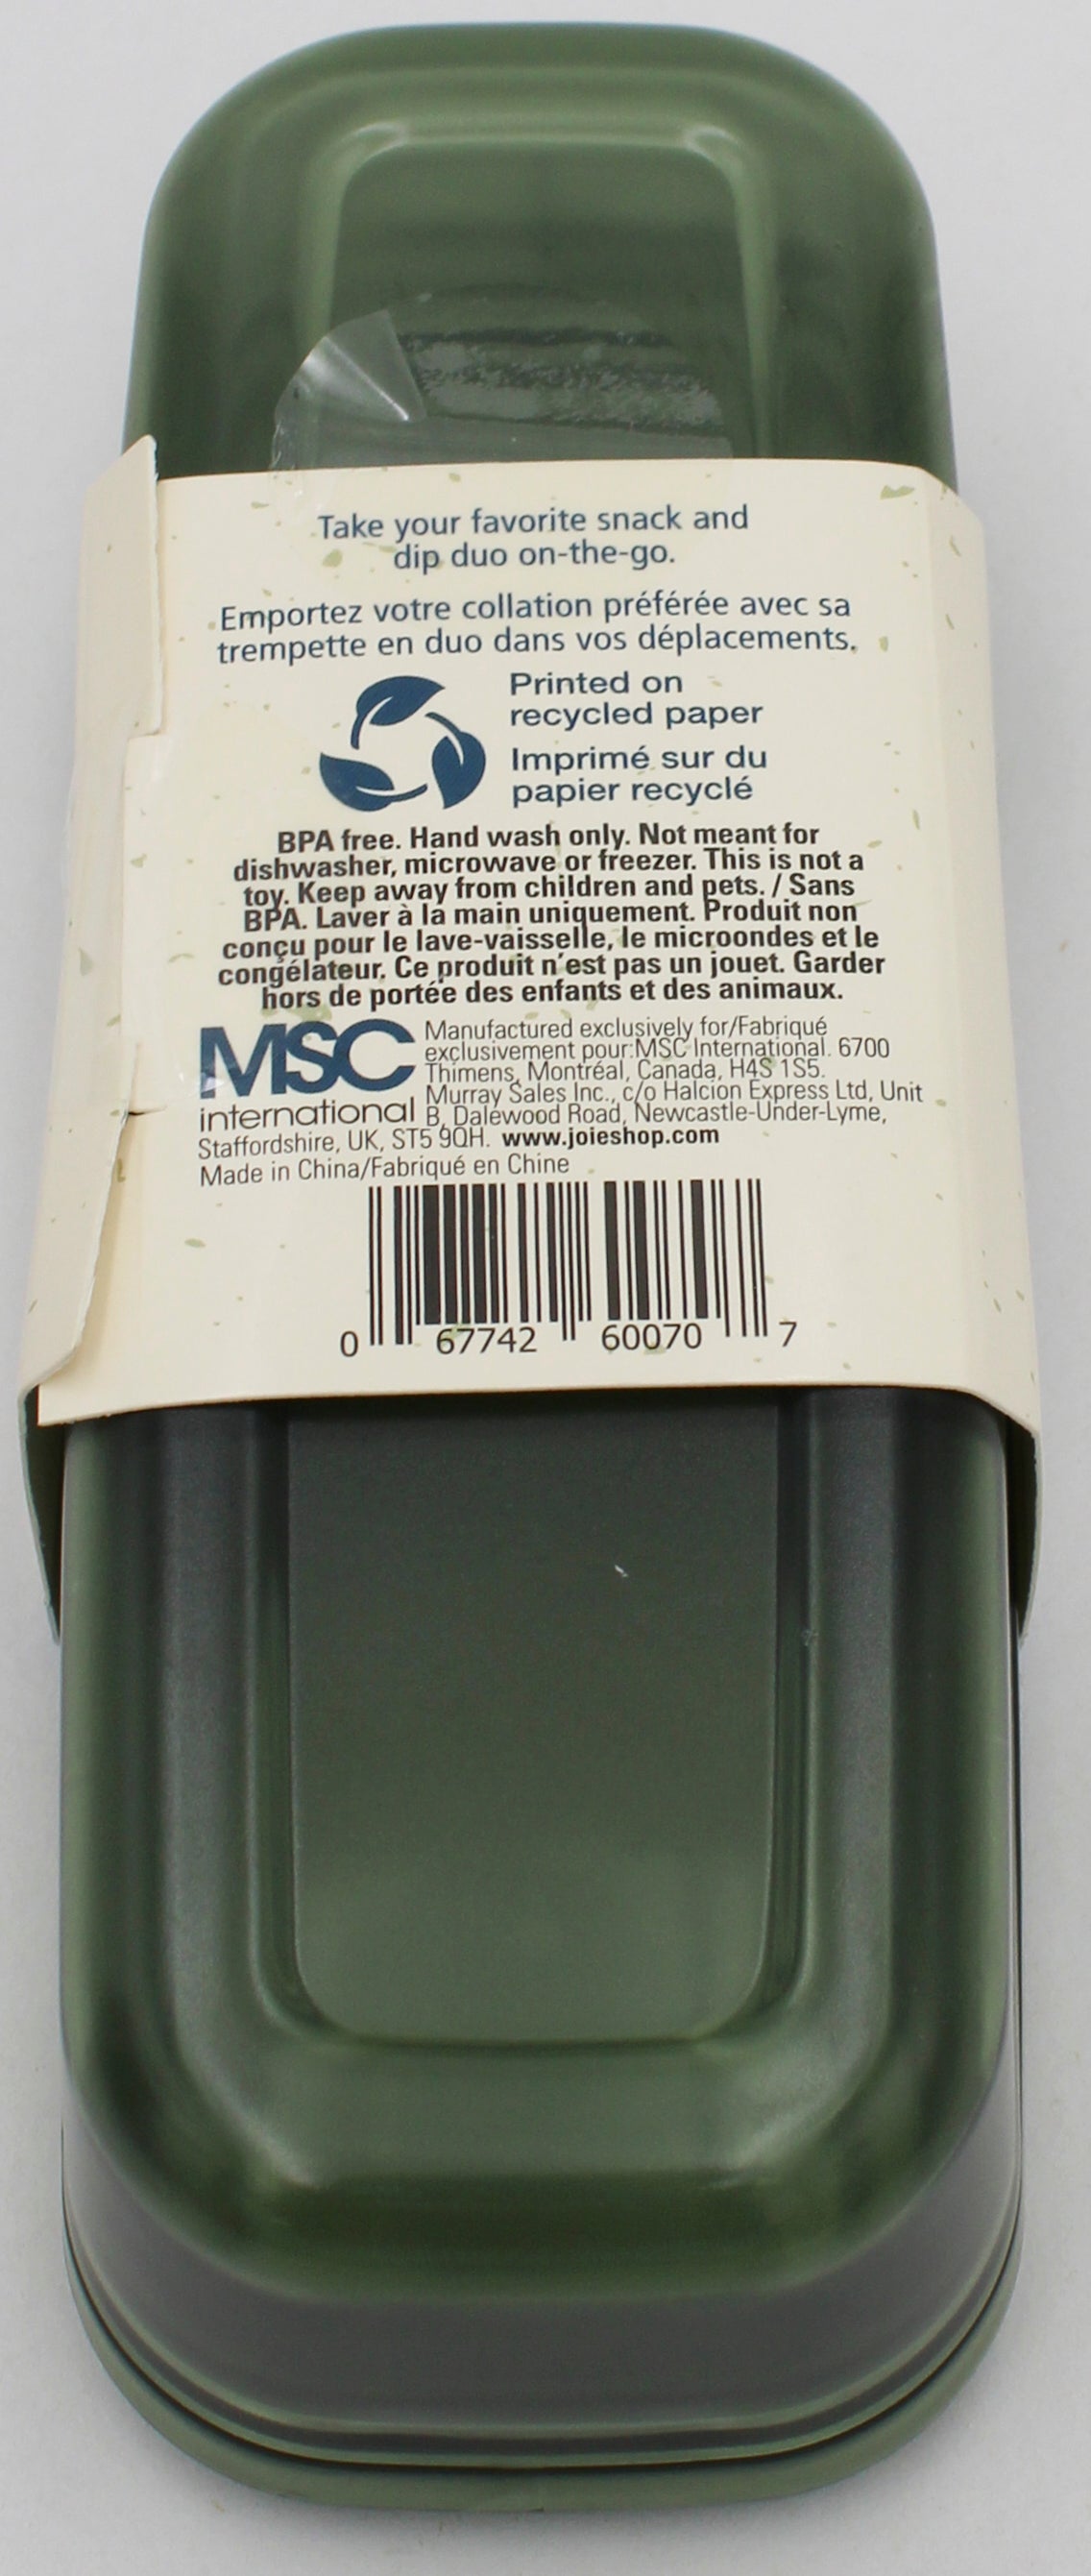 Take your favorite snack and
dip duo on-the-go.
Emportez votre collation préférée avec sa
trempette en duo dans vos déplacements.
Printed on
recycled paper
Imprimé sur du
papier recyclé
BPA free. Hand wash only. Not meant for
dishwasher, microwave or freezer. This is not a
toy. Keep away from children and pets. / Sans
BPA. Laver à la main uniquement. Produit non
conçu pour le lave-vaisselle, le microondes et le
congélateur. Ce produit n'est pas un jouet. Garder
hors de portée des enfants et des animaux.
MSC
international
Manufactured exclusively for/Fabriqué
exclusivement pour:MSC International. 6700
Thimens, Montréal, Canada, H4S 1S5.
Murray Sales Inc., c/o Halcion Express Ltd, Unit
B, Dalewood Road, Newcastle-Under-Lyme,
Staffordshire, UK, ST5 9QH. www.joieshop.com
Made in China/Fabriqué en Chine
0 67742 60070 7